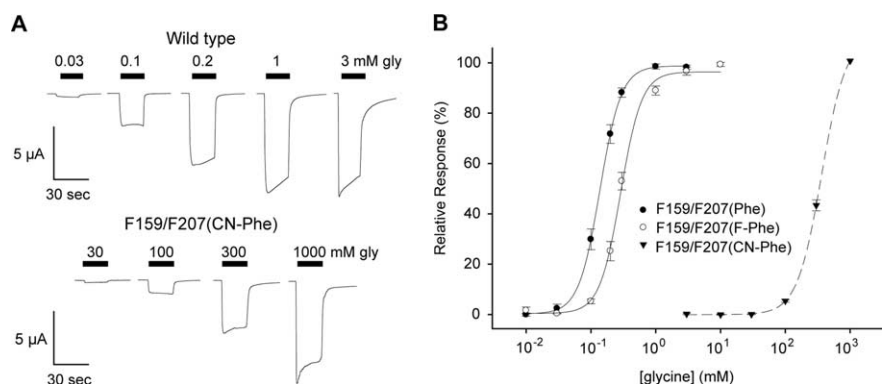 A
Wild type
0.03 0.1 0.2 1 3 mM gly
5 µA
30 sec
F159/F207(CN-Phe)
30 100 300 1000 mM gly
5 µA
30 sec
B
Relative Response (%)
100
80
60
40
20
0
F159/F207(Phe)
F159/F207(F-Phe)
F159/F207(CN-Phe)
10⁻² 10⁻¹ 10⁰ 10¹ 10² 10³
[glycine] (mM)